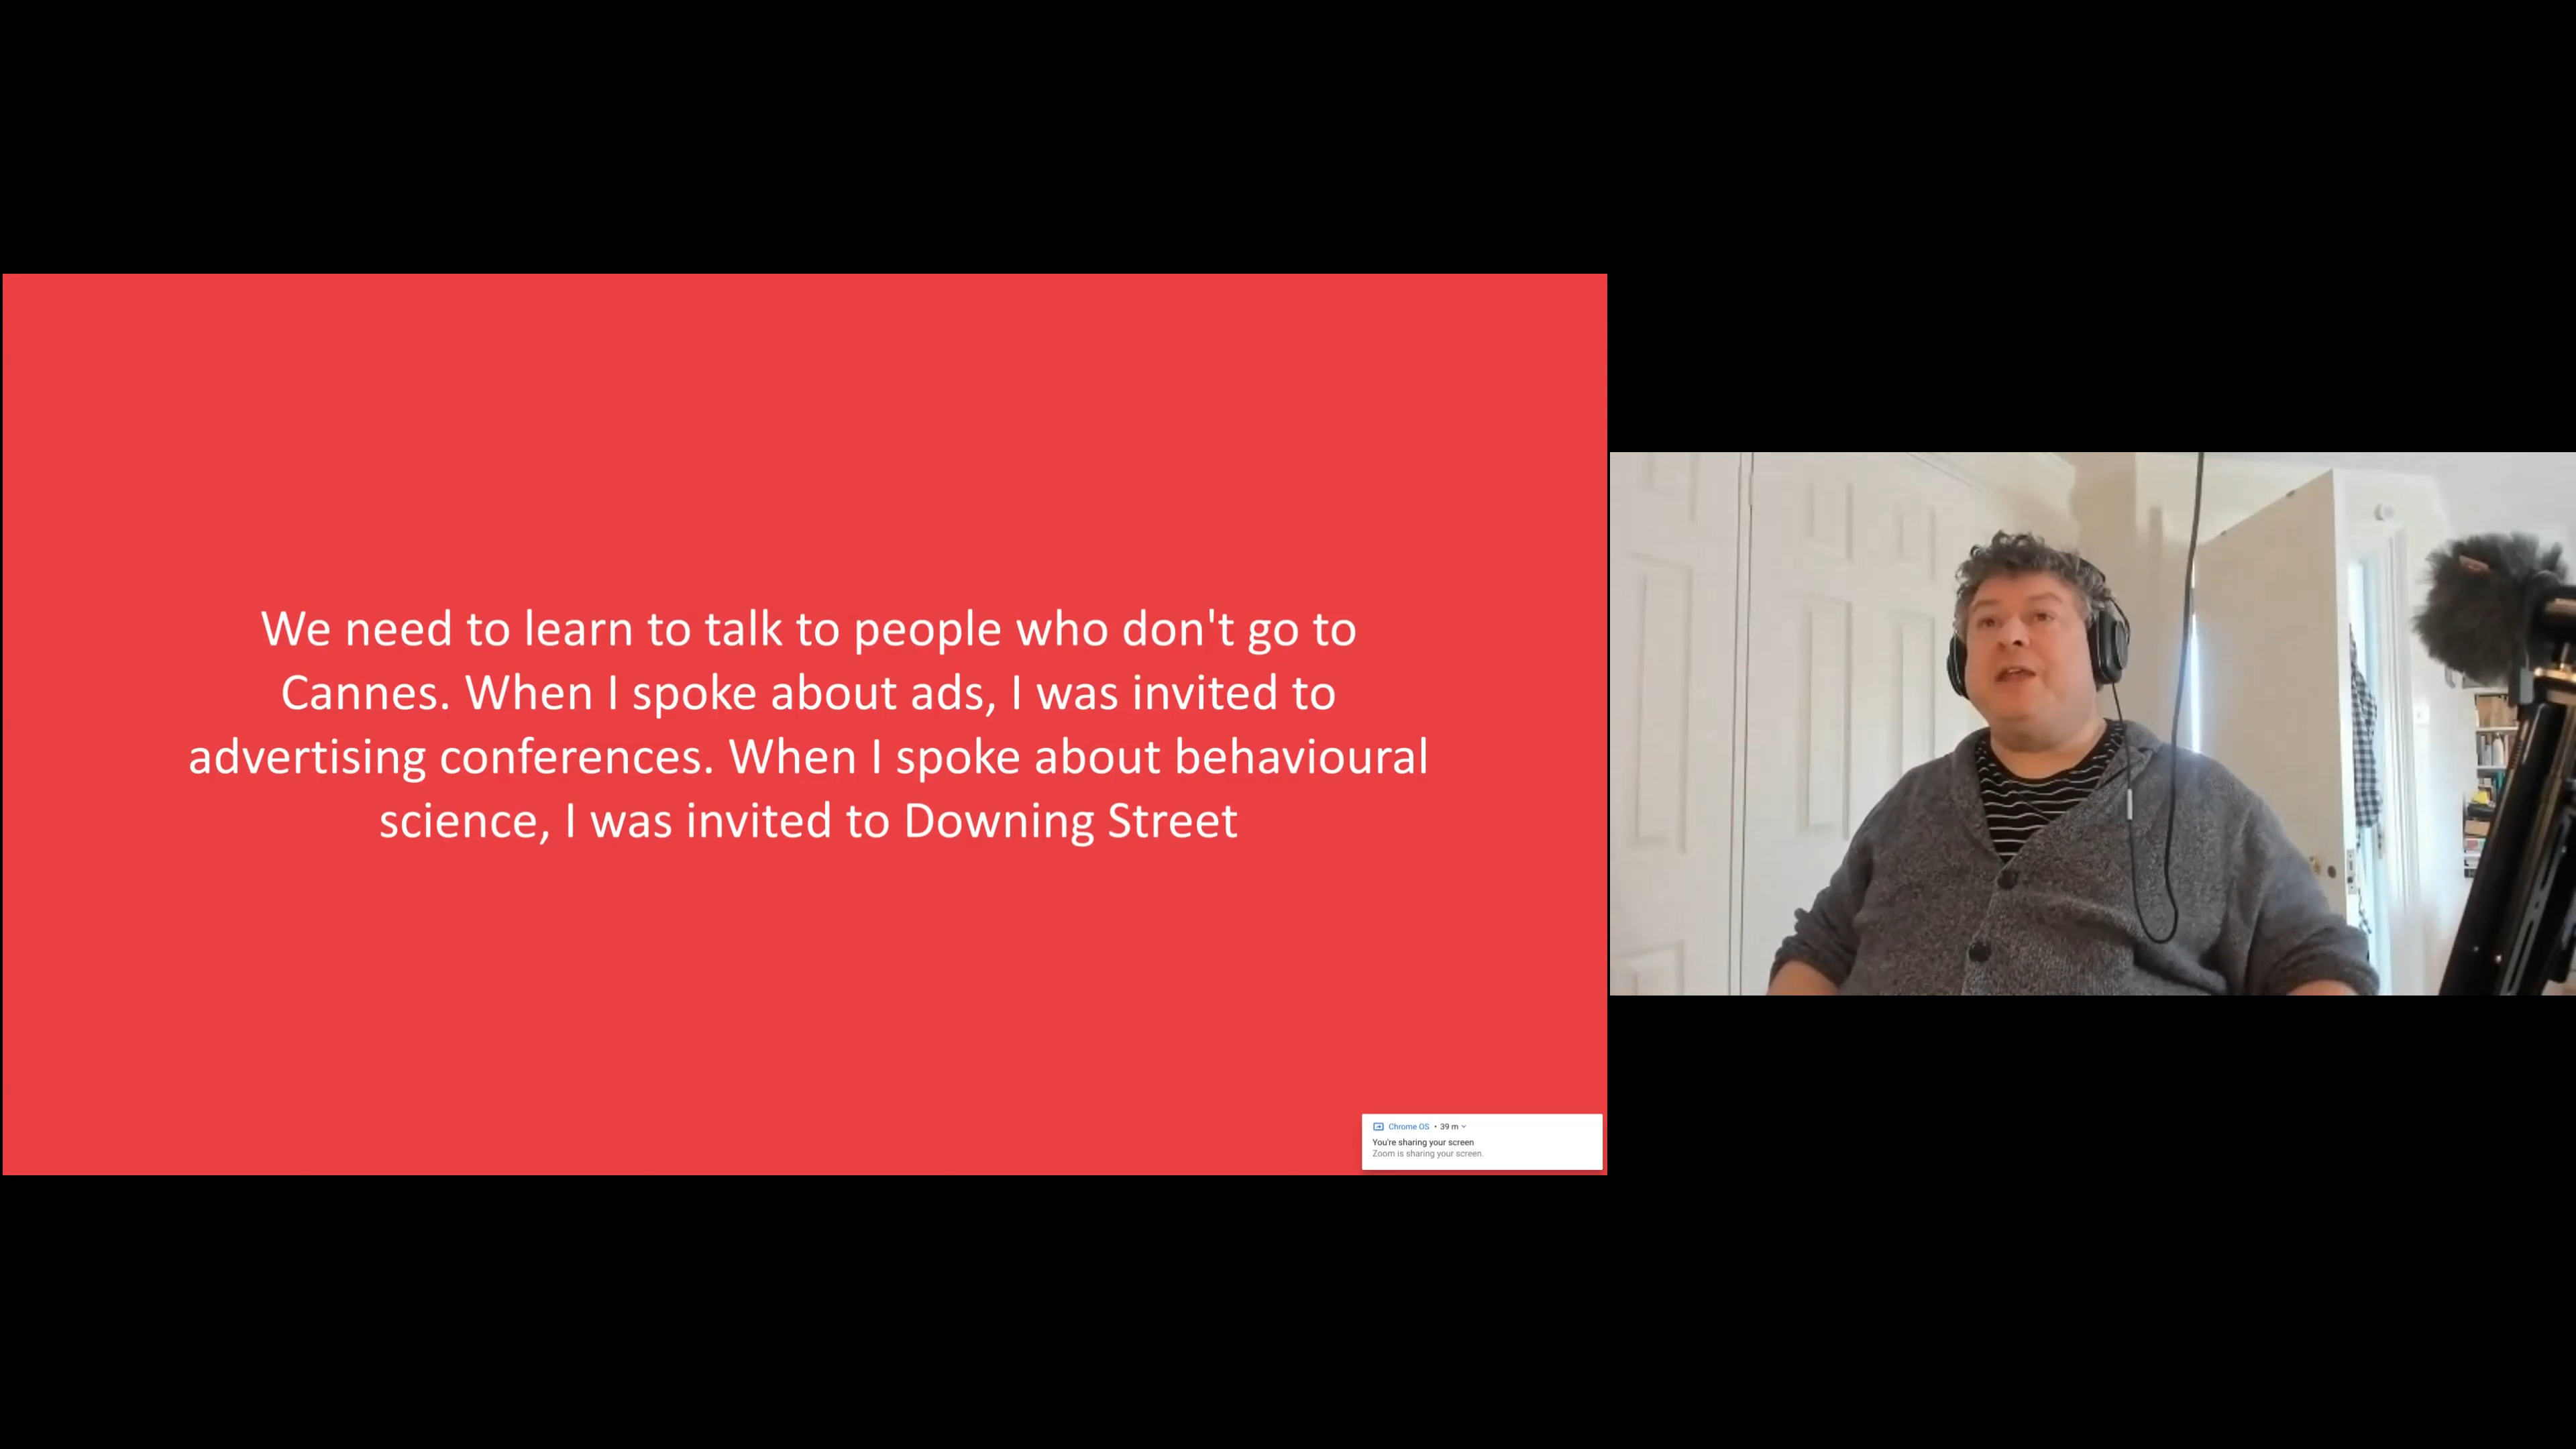 We need to learn to talk to people who don't go to
Cannes. When I spoke about ads, I was invited to
advertising conferences. When I spoke about behavioural
science, I was invited to Downing Street
Chrome OS • 39 m
You're sharing your screen
Zoom is sharing your screen.